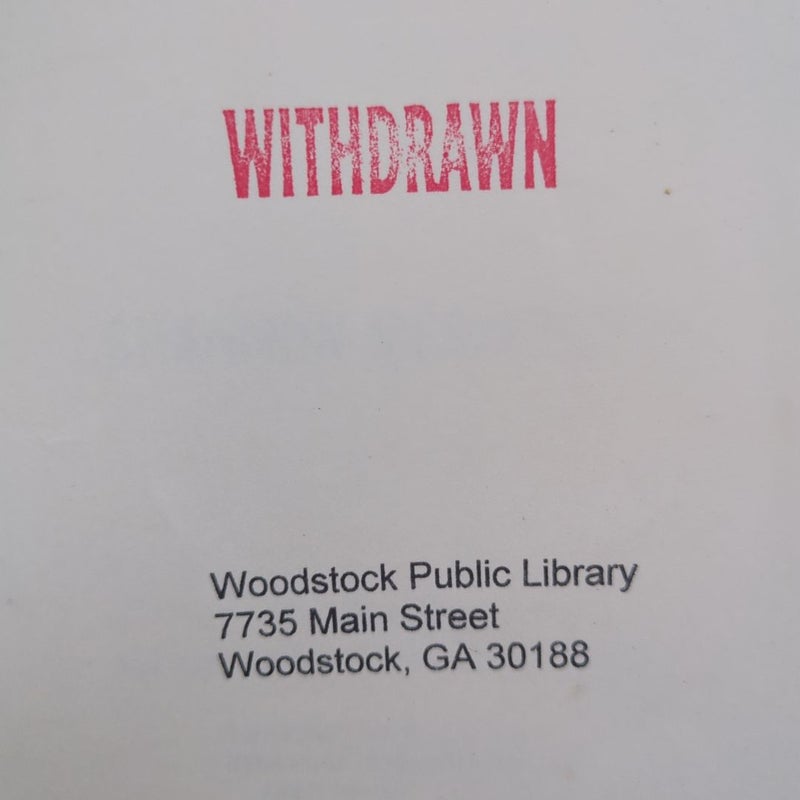 WITHDRAWN
Woodstock Public Library
7735 Main Street
Woodstock, GA 30188